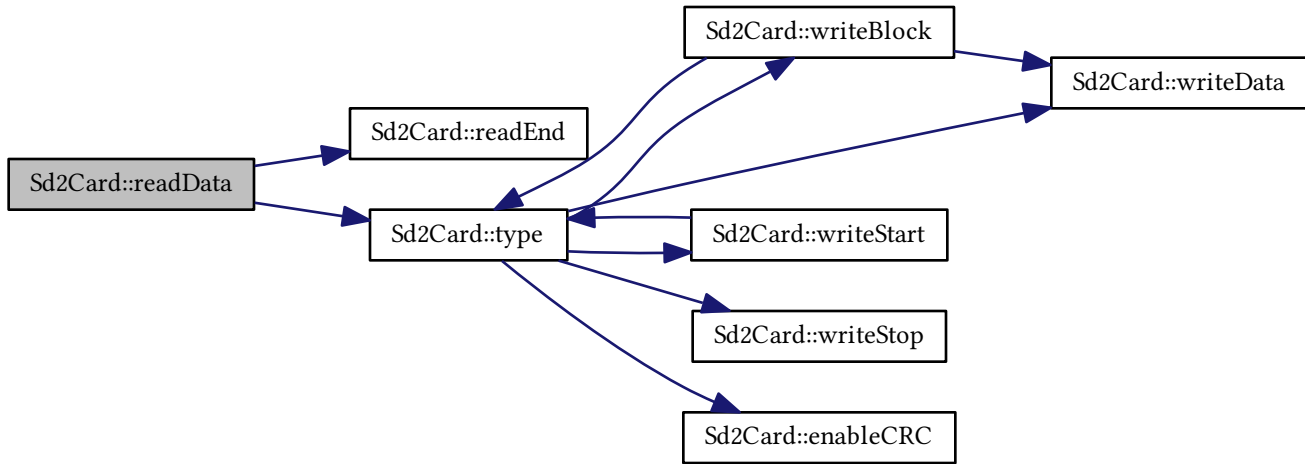 Sd2Card::readData
Sd2Card::readEnd
Sd2Card::type
Sd2Card::writeBlock
Sd2Card::writeData
Sd2Card::writeStart
Sd2Card::writeStop
Sd2Card::enableCRC